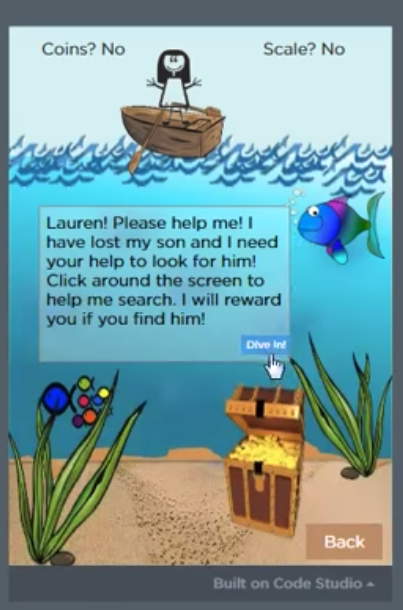 Coins? No
Scale? No
Lauren! Please help me! I
have lost my son and I need
your help to look for him!
Click around the screen to
help me search. I will reward
you if you find him!
Dive In!
Back
Built on Code Studio